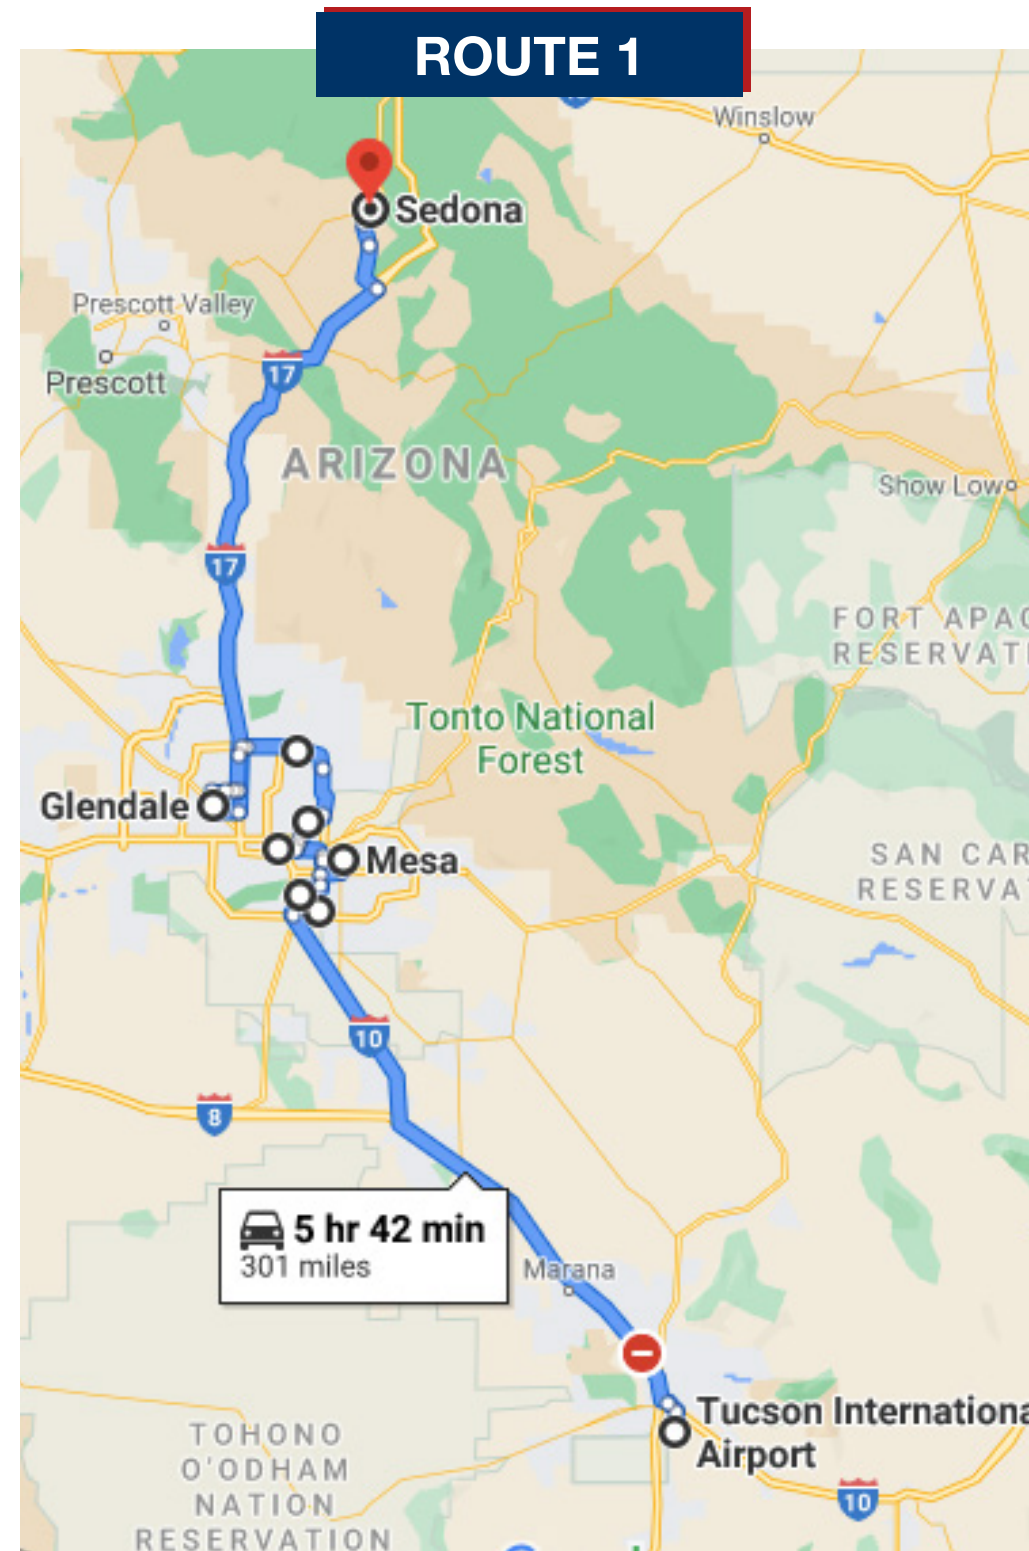 ROUTE 1
Winslow
Sedona
Prescott Valley
Prescott
17
ARIZONA
Show Low
17
FORT APAC
RESERVATI
Tonto National
Forest
Glendale
Mesa
SAN CAR
RESERVA
10
8
5 hr 42 min
301 miles
Marana
Tucson Internationa
Airport
TOHONO
O'ODHAM
NATION
RESERVATION
10